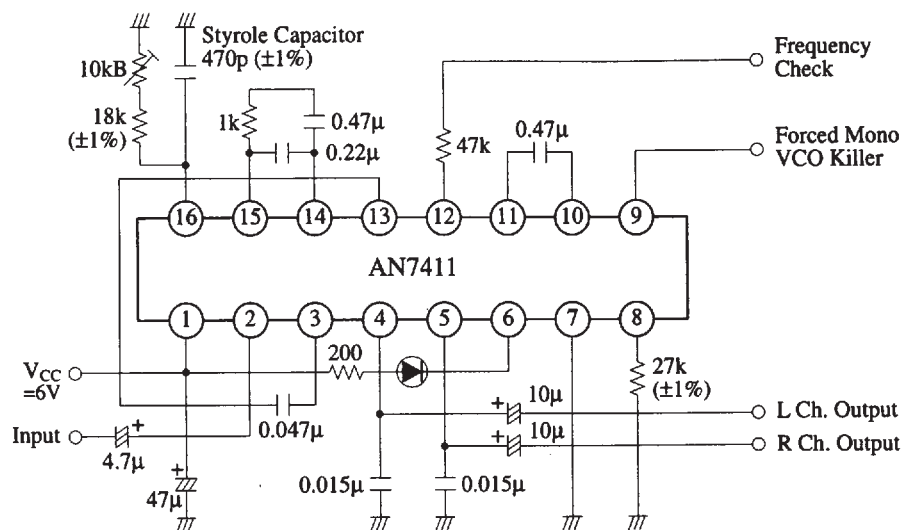 Styrole Capacitor
470p (±1%)
10kB
18k
(±1%)
1k
0.47μ
0.22μ
47k
0.47μ
Frequency
Check
Forced Mono
VCO Killer
16 15 14 13 12 11 10 9
AN7411
1 2 3 4 5 6 7 8
VCC
=6V
200
27k
(±1%)
0.047μ
10μ
L Ch. Output
Input
4.7μ
10μ
R Ch. Output
47μ
0.015μ
0.015μ